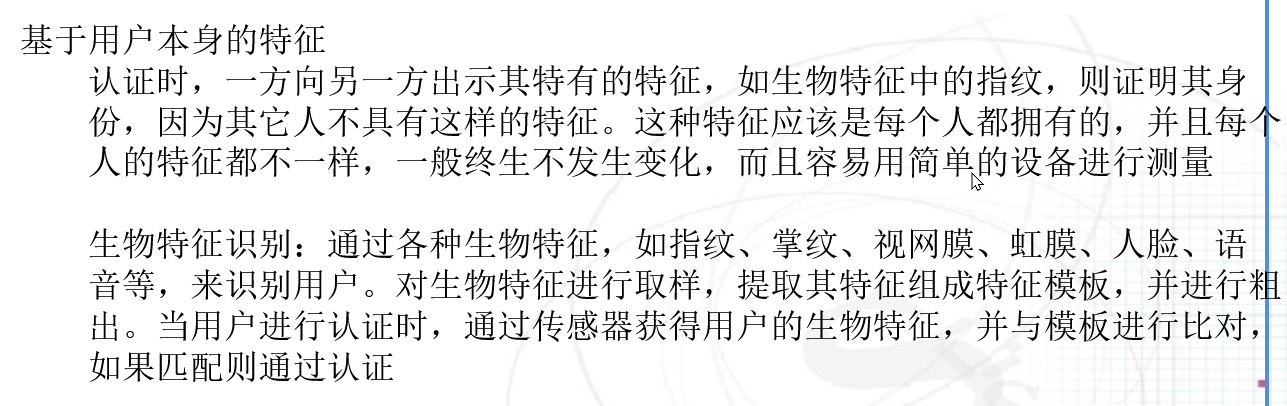 基于用户本身的特征
认证时，一方向另一方出示其特有的特征，如生物特征中的指纹，则证明其身
份，因为其它人不具有这样的特征。这种特征应该是每个人都拥有的，并且每个
人的特征都不一样，一般终生不发生变化，而且容易用简单的设备进行测量
生物特征识别：通过各种生物特征，如指纹、掌纹、视网膜、虹膜、人脸、语
音等，来识别用户。对生物特征进行取样，提取其特征组成特征模板，并进行粗
出。当用户进行认证时，通过传感器获得用户的生物特征，并与模板进行比对，
如果匹配则通过认证